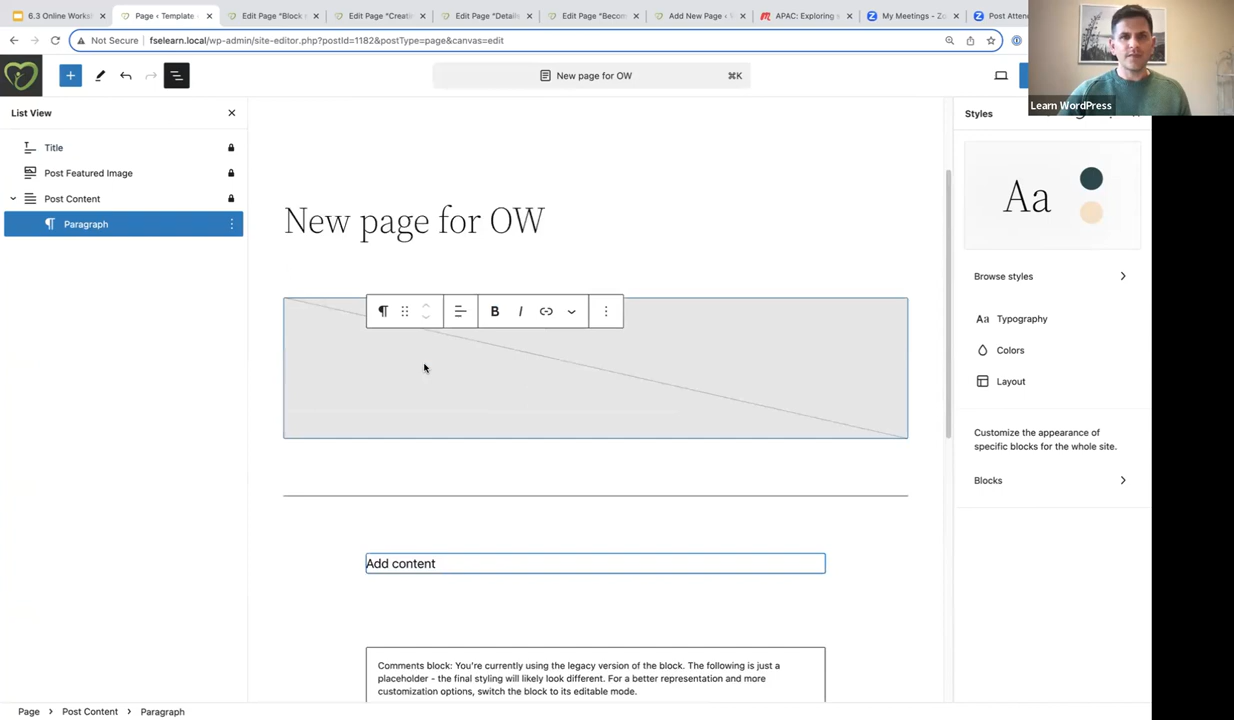 6.3 Online Works
Page ‹ Template
Edit Page "Block
Edit Page "Creati
Edit Page "Detaile
Edit Page "Becom
Add New Page ‹
APAC: Exploring s
My Meetings - Zo
Post Atten
Not Secure
fselearn.local/wp-admin/site-editor.php?postId=1182&postType=page&canvas=edit
New page for OW
⌘K
Learn WordPress
List View
Title
Post Featured Image
Post Content
Paragraph
New page for OW
B I
Add content
Comments block: You're currently using the legacy version of the block. The following is just a
placeholder - the final styling will likely look different. For a better representation and more
customization options, switch the block to its editable mode.
Styles
Aa
Browse styles
Aa Typography
Colors
Layout
Customize the appearance of
specific blocks for the whole site.
Blocks
Page > Post Content > Paragraph